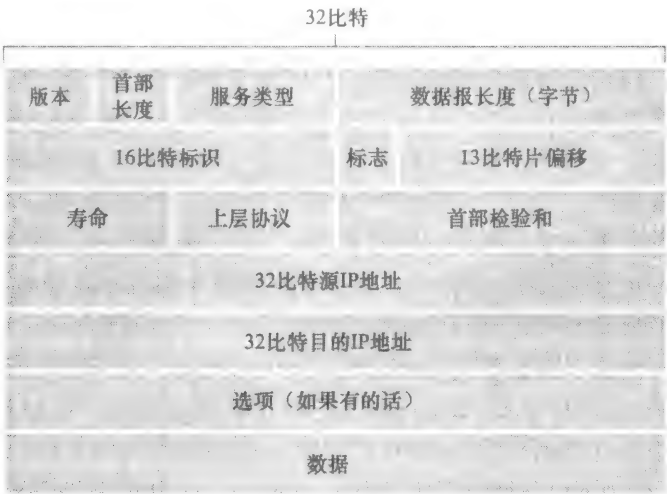 32比特
版本 首部长度 服务类型 数据报长度（字节）
16比特标识 标志 13比特片偏移
寿命 上层协议 首部检验和
32比特源IP地址
32比特目的IP地址
选项（如果有的话）
数据